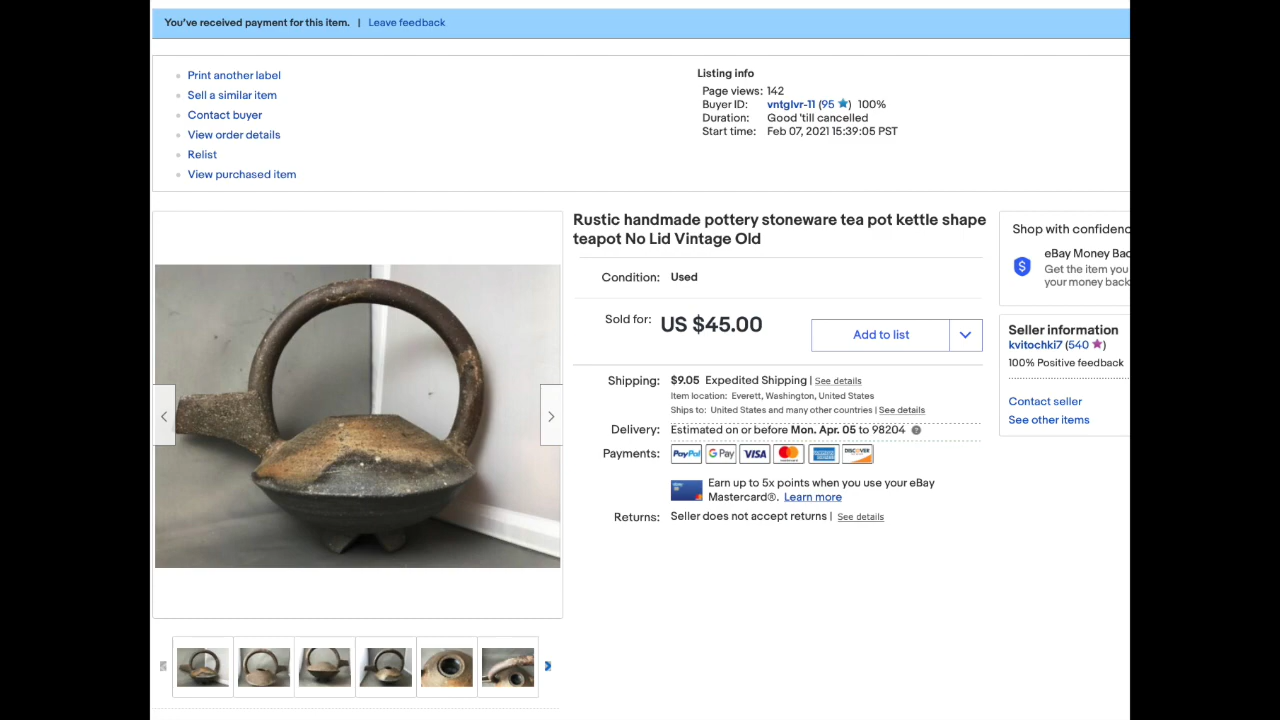 You've received payment for this item. | Leave feedback
Print another label
Sell a similar item
Contact buyer
View order details
Relist
View purchased item
Listing info
Page views: 142
Buyer ID: vntglvr-11 (95 ) 100%
Duration: Good 'till cancelled
Start time: Feb 07, 2021 15:39:05 PST
Rustic handmade pottery stoneware tea pot kettle shape
teapot No Lid Vintage Old
Condition: Used
Sold for: US $45.00
Add to list
Shipping: $9.05 Expedited Shipping | See details
Item location: Everett, Washington, United States
Ships to: United States and many other countries | See details
Delivery: Estimated on or before Mon. Apr. 05 to 98204 ?
Payments: PayPal G Pay VISA DISCOVER
Earn up to 5x points when you use your eBay
Mastercard®. Learn more
Returns: Seller does not accept returns | See details
Shop with confidenc
$
eBay Money Bac
Get the item you
your money back
Seller information
kvitochki7 (540 )
100% Positive feedback
Contact seller
See other items